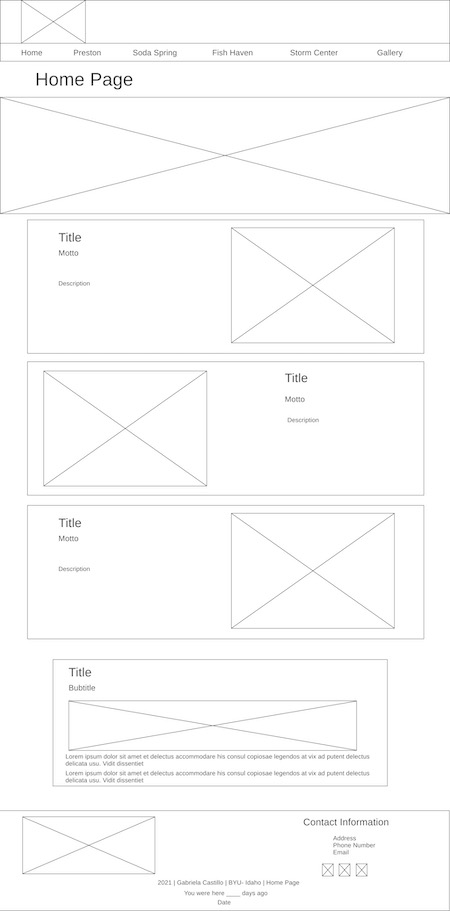 Home Preston Soda Spring Fish Haven Storm Center Gallery
Home Page
Title
Motto
Description
Title
Motto
Description
Title
Motto
Description
Title
Bubtitle
Lorem ipsum dolor sit amet et delectus accommodare his consul copiosae legendos at vix ad putent delectus
delicata usu. Vidit dissentiet
Lorem ipsum dolor sit amet et delectus accommodare his consul copiosae legendos at vix ad putent delectus
delicata usu. Vidit dissentiet
Contact Information
Address
Phone Number
Email
2021 | Gabriela Castillo | BYU- Idaho | Home Page
You were here ____ days ago
Date